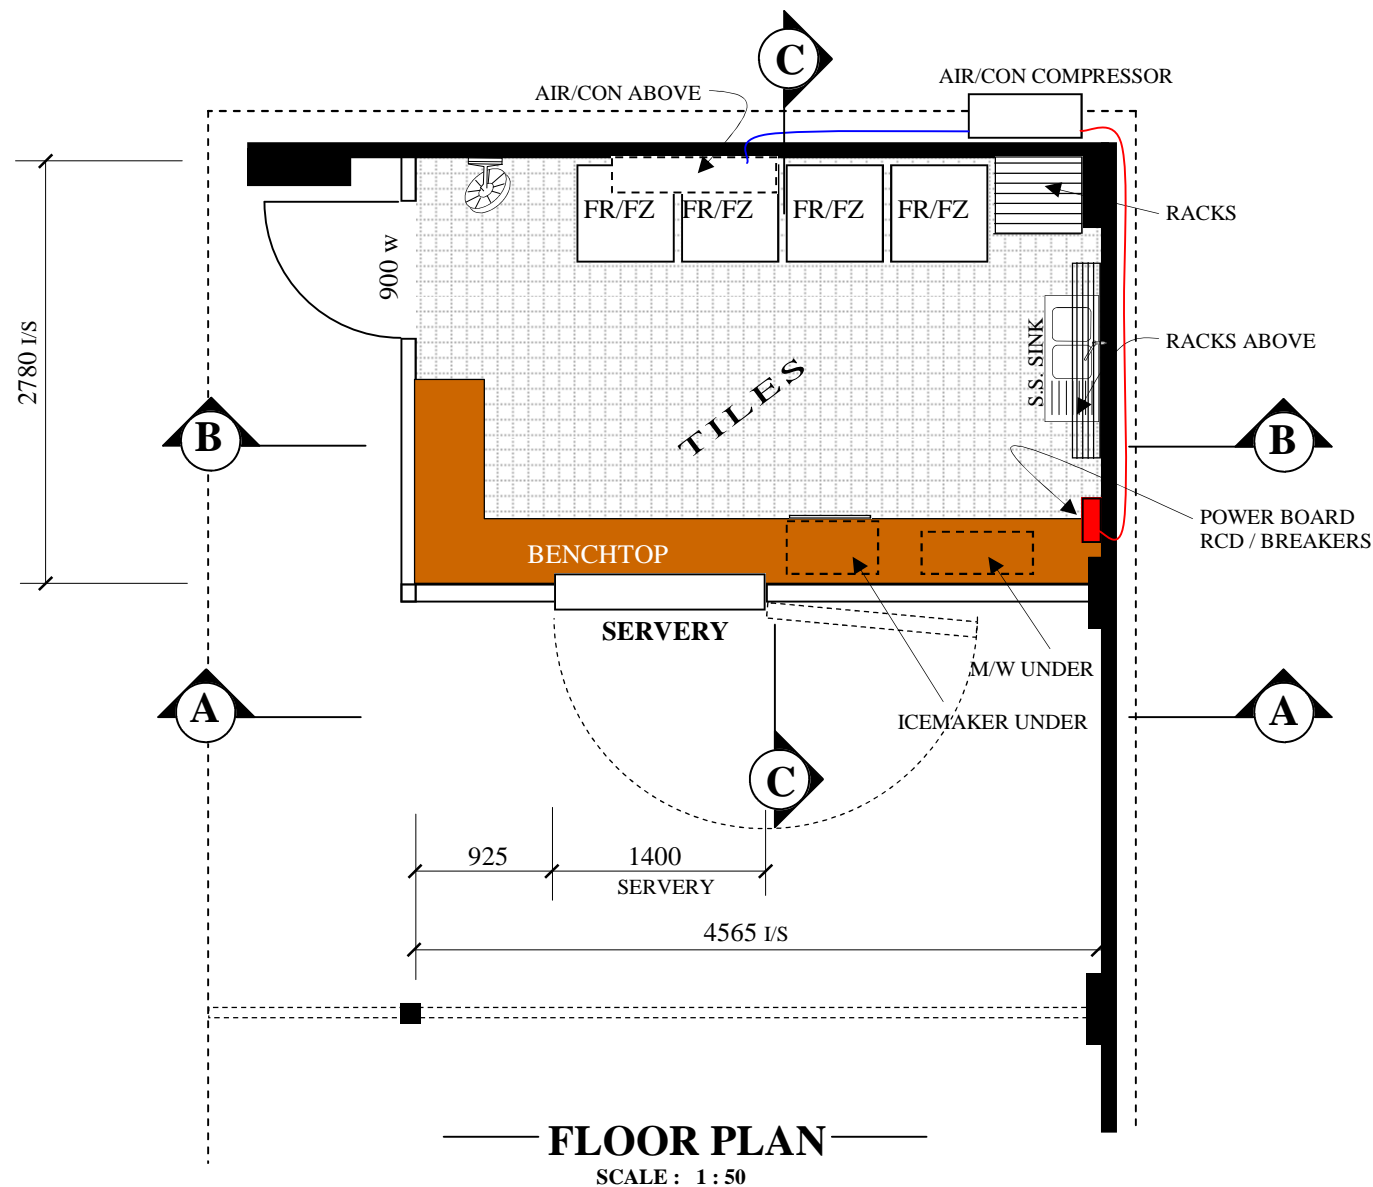 C
AIR/CON COMPRESSOR
AIR/CON ABOVE
FR/FZ
FR/FZ
FR/FZ
FR/FZ
RACKS
900 w
2780 I/S
S.S. SINK
RACKS ABOVE
TILES
B
B
POWER BOARD
RCD / BREAKERS
BENCHTOP
SERVERY
M/W UNDER
A
ICEMAKER UNDER
A
C
925
1400
SERVERY
4565 I/S
FLOOR PLAN
SCALE : 1 : 50